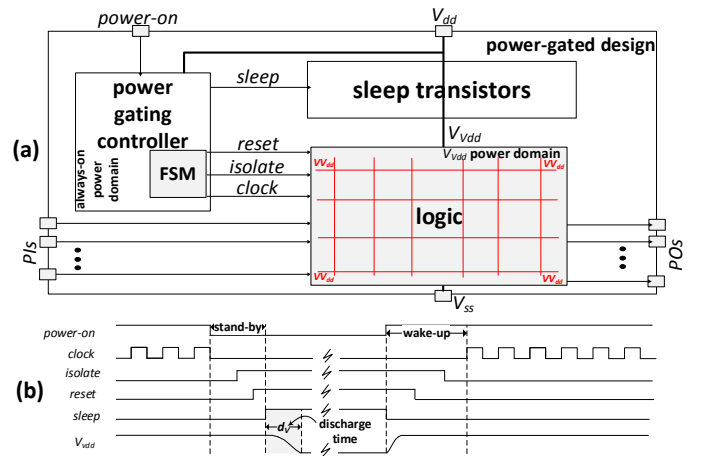 power-on
Vdd
power-gated design
power
gating
controller
sleep
sleep transistors
VVdd
(a)
always-on
power
domain
FSM
reset
isolate
clock
VVdd power domain
VVdd
VVdd
logic
VVdd
VVdd
PIs
POs
Vss
(b)
power-on
stand-by
wake-up
clock
isolate
reset
sleep
dv
discharge
time
Vvdd